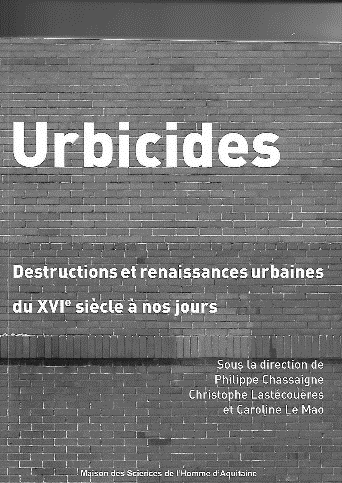 Urbicides
Destructions et renaissances urbaines
du XVIe siècle à nos jours
Sous la direction de
Philippe Chassaigne
Christophe Lastécouères
et Caroline Le Mao
Maison des Sciences de l'Homme d'Aquitaine